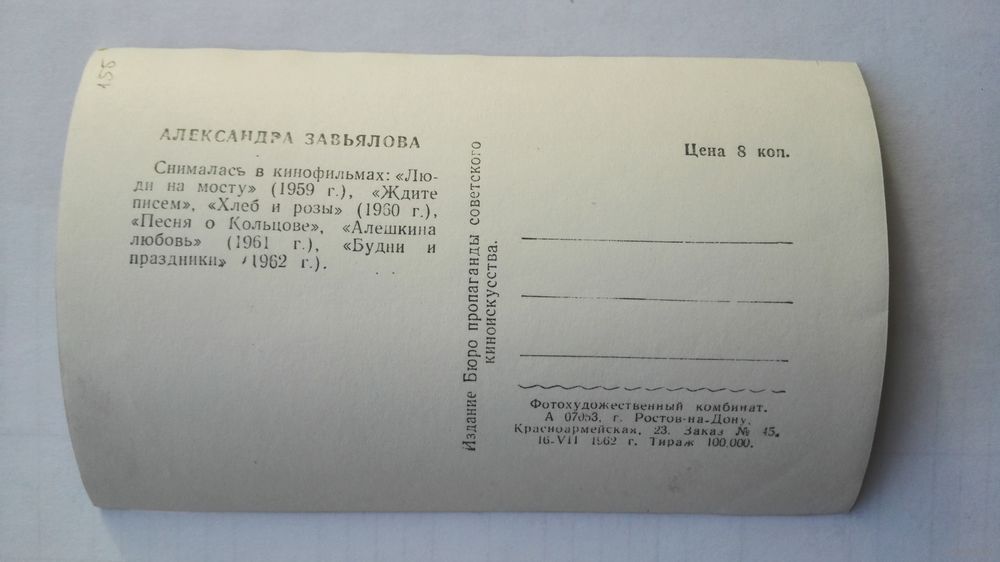 155
АЛЕКСАНДРА ЗАВЬЯЛОВА
Снималась в кинофильмах: «Лю-
ди на мосту» (1959 г.), «Ждите
писем», «Хлеб и розы» (1960 г.),
«Песня о Кольцове», «Алешкина
любовь» (1961 г.), «Будни и
праздники» (1962 г.).
Издание Бюро пропаганды советского
киноискусства.
Цена 8 коп.
Фотохудожественный комбинат.
А 07053, г. Ростов-на-Дону,
Красноармейская, 23. Заказ № 45.
16-VII 1962 г. Тираж 100.000.